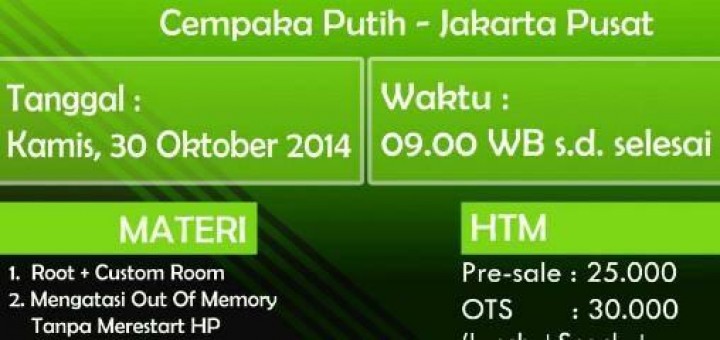 Cempaka Putih - Jakarta Pusat
Tanggal :
Kamis, 30 Oktober 2014
Waktu :
09.00 WB s.d. selesai
MATERI
1. Root + Custom Room
2. Mengatasi Out Of Memory
Tanpa Merestart HP
HTM
Pre-sale : 25.000
OTS : 30.000